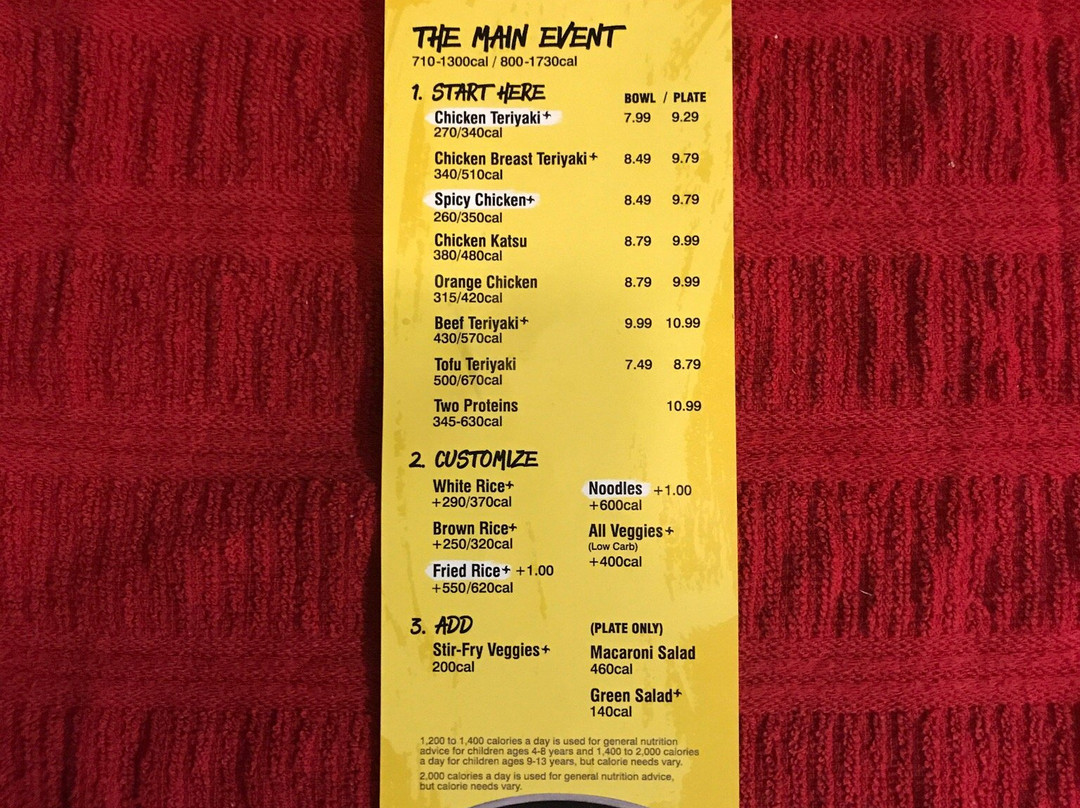 THE MAIN EVENT
710-1300cal / 800-1730cal
1. START HERE BOWL / PLATE
Chicken Teriyaki+ 7.99 9.29
270/340cal
Chicken Breast Teriyaki+ 8.49 9.79
340/510cal
Spicy Chicken+ 8.49 9.79
260/350cal
Chicken Katsu 8.79 9.99
380/480cal
Orange Chicken 8.79 9.99
315/420cal
Beef Teriyaki+ 9.99 10.99
430/570cal
Tofu Teriyaki 7.49 8.79
500/670cal
Two Proteins 10.99
345-630cal
2. CUSTOMIZE
White Rice+
+290/370cal
Brown Rice+
+250/320cal
Fried Rice+ +1.00
+550/620cal
Noodles +1.00
+600cal
All Veggies+
(Low Carb)
+400cal
3. ADD
Stir-Fry Veggies+
200cal
(PLATE ONLY)
Macaroni Salad
460cal
Green Salad+
140cal
1,200 to 1,400 calories a day is used for general nutrition
advice for children ages 4-8 years and 1,400 to 2,000 calories
a day for children ages 9-13 years, but calorie needs vary.
2,000 calories a day is used for general nutrition advice,
but calorie needs vary.